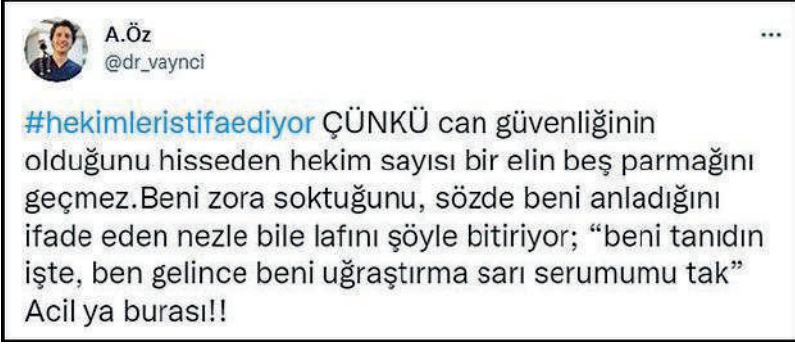 A.Öz
@dr_vaynci
#hekimleristifaediyor ÇÜNKÜ can güvenliğinin
olduğunu hisseden hekim sayısı bir elin beş parmağını
geçmez.Beni zora soktuğunu, sözde beni anladığını
ifade eden nezle bile lafını şöyle bitiriyor; “beni tanıdın
işte, ben gelince beni uğraştırma sarı serumumu tak”
Acil ya burası!!